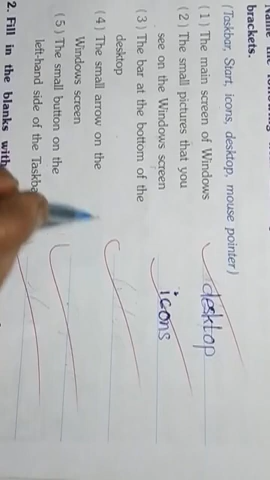 brackets.
(Taskbar, Start, icons, desktop, mouse pointer)
(1) The main screen of Windows desktop
(2) The small pictures that you
see on the Windows screen icons
(3) The bar at the bottom of the
desktop
(4) The small arrow on the
Windows screen
(5) The small button on the
left-hand side of the
2. Fill in the blanks